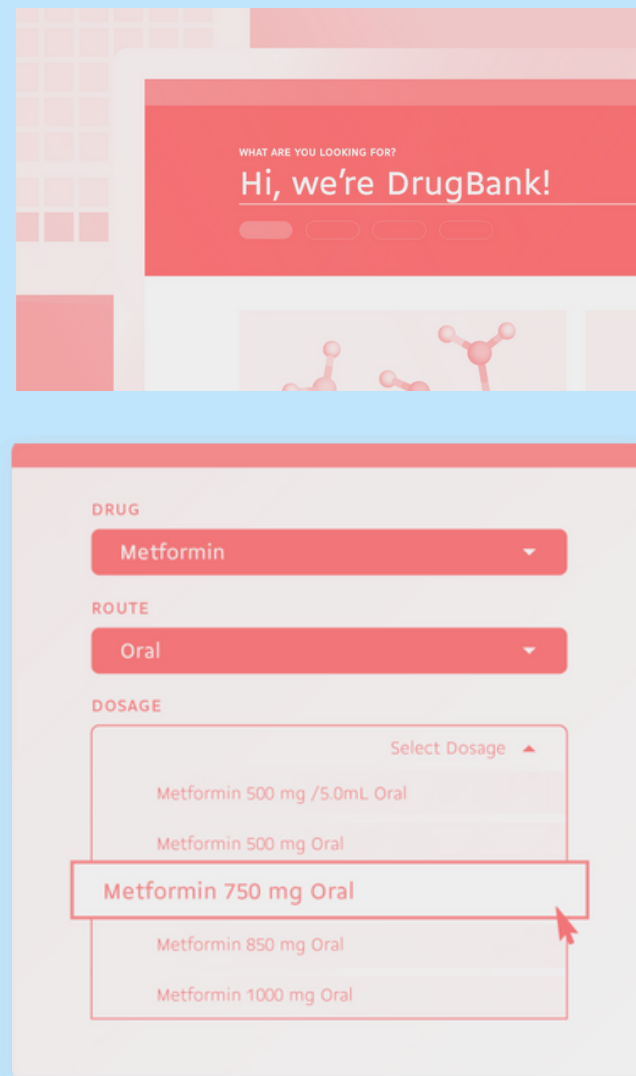 WHAT ARE YOU LOOKING FOR?
Hi, we're DrugBank!
DRUG
Metformin
ROUTE
Oral
DOSAGE
Select Dosage
Metformin 500 mg /5.0mL Oral
Metformin 500 mg Oral
Metformin 750 mg Oral
Metformin 850 mg Oral
Metformin 1000 mg Oral